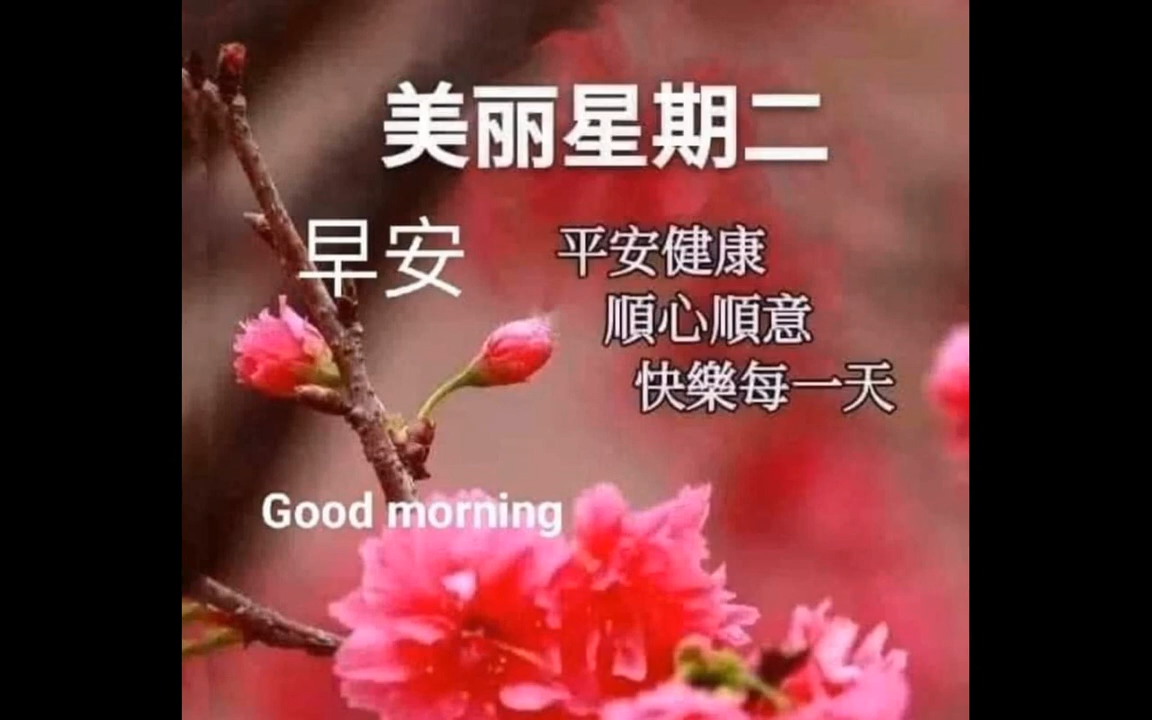 美丽星期二
早安
平安健康
順心順意
快樂每一天
Good morning